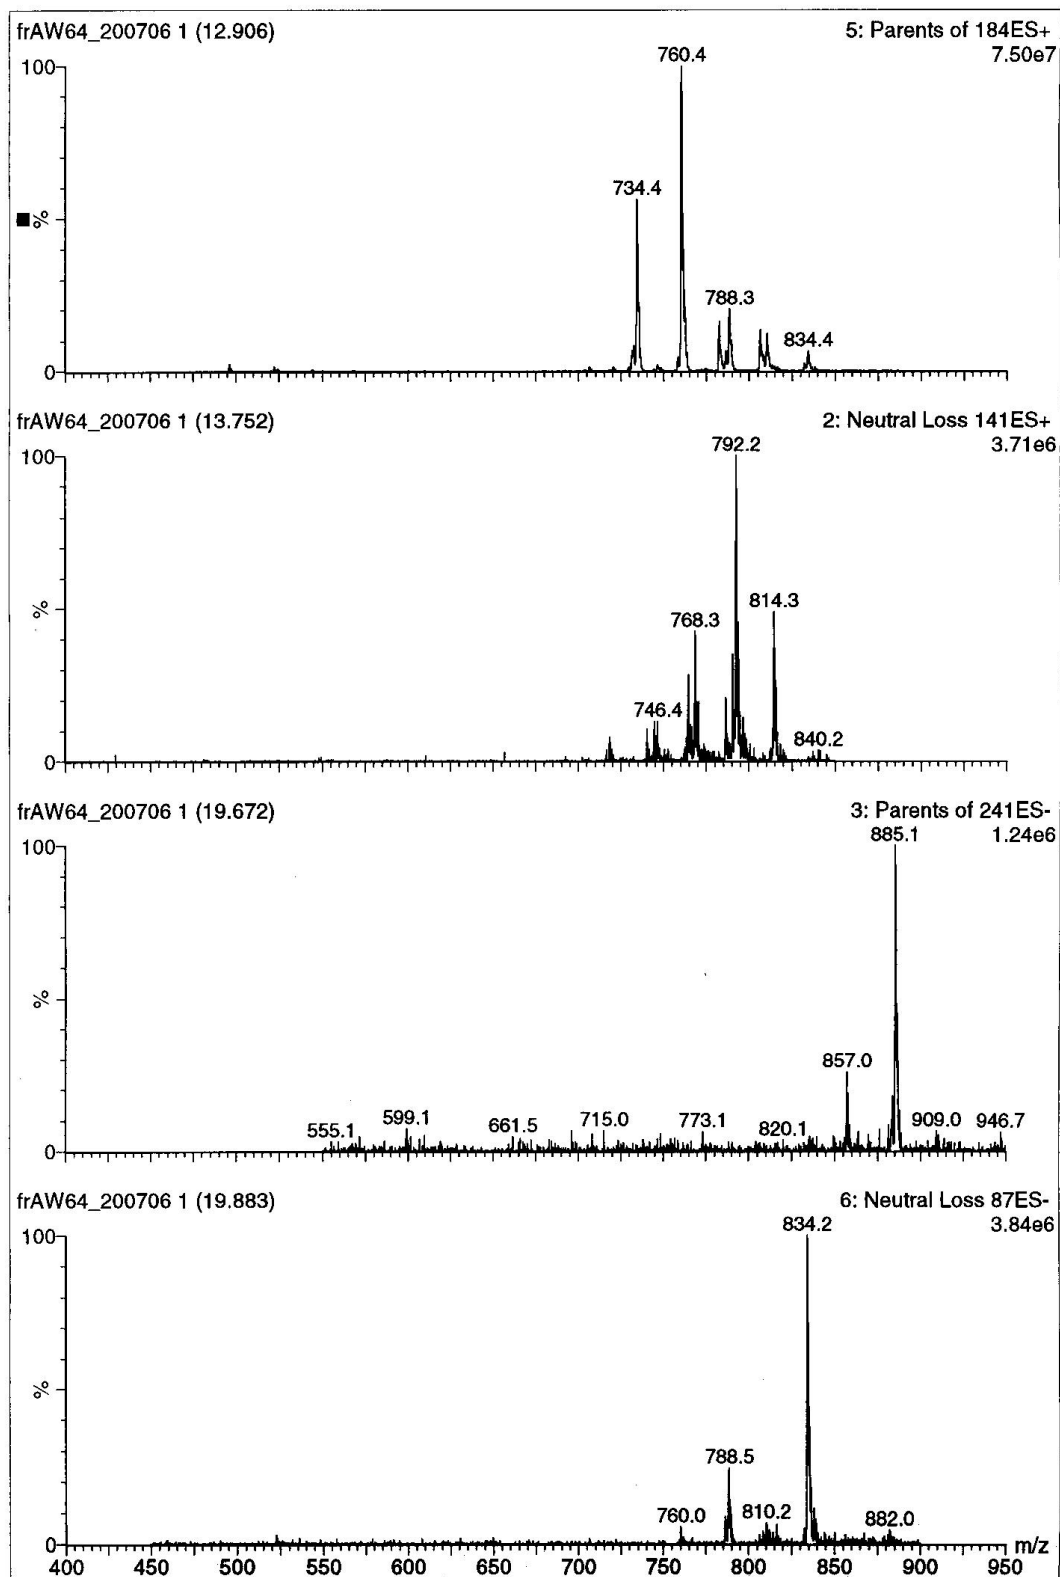 frAW64_200706 1 (12.906) 5: Parents of 184ES+
7.50e7
760.4
100
734.4
%
788.3
834.4
0
frAW64_200706 1 (13.752) 2: Neutral Loss 141ES+
3.71e6
792.2
100
814.3
768.3
%
746.4
840.2
0
frAW64_200706 1 (19.672) 3: Parents of 241ES-
1.24e6
885.1
100
%
857.0
555.1 599.1 661.5 715.0 773.1 820.1 909.0 946.7
0
frAW64_200706 1 (19.883) 6: Neutral Loss 87ES-
3.84e6
834.2
100
%
788.5
760.0 810.2 882.0
0 m/z
400 450 500 550 600 650 700 750 800 850 900 950